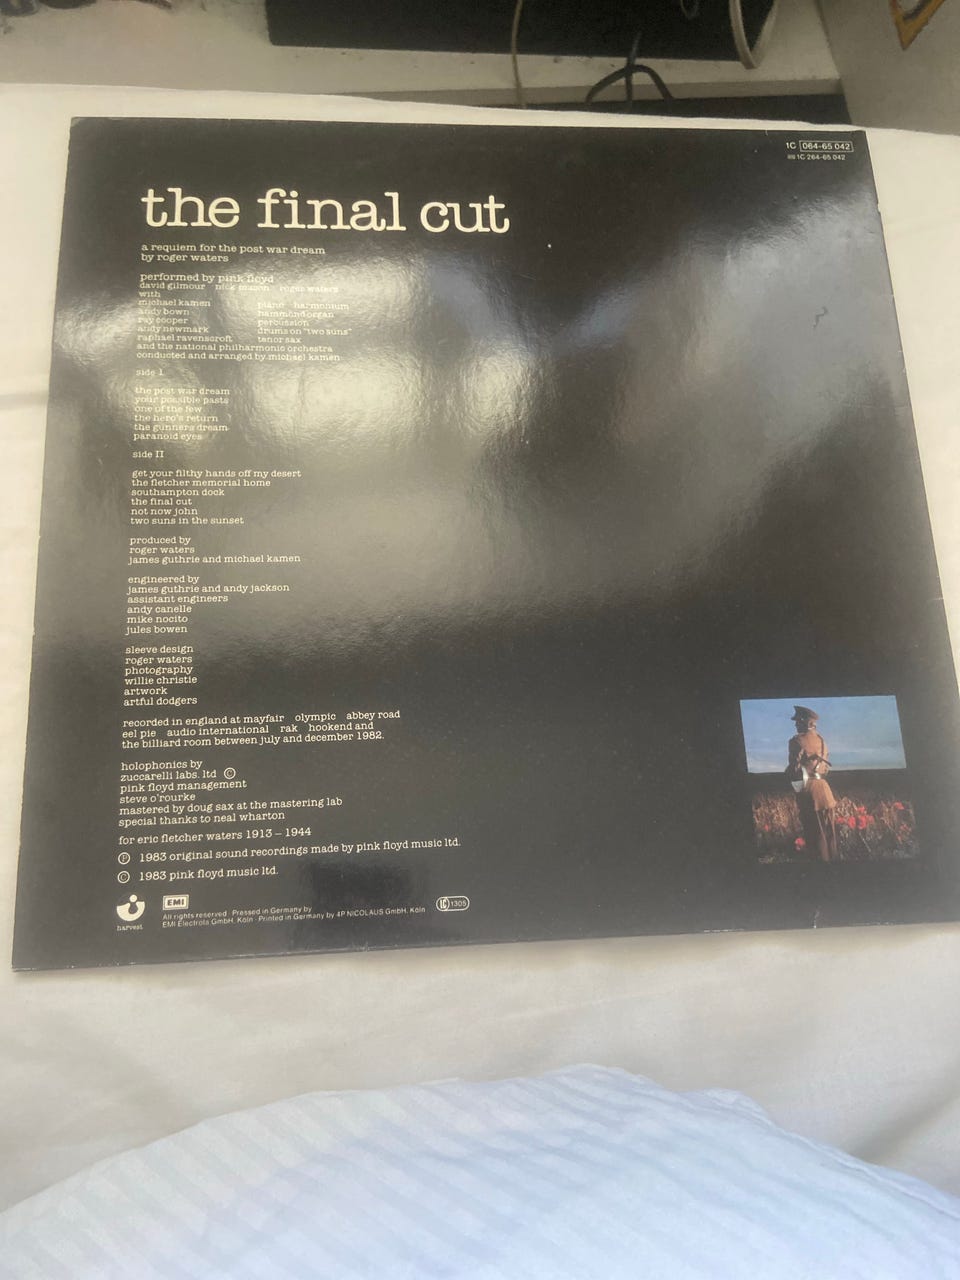 1C 064-65 042
1C 264-65 042
the final cut
a requiem for the post war dream
by roger waters
performed by pink floyd
david gilmour nick mason roger waters
with
michael kamen piano harmonium
andy bown hammond organ
ray cooper percussion
andy newmark drums on "two suns"
raphael ravenscroft tenor sax
and the national philharmonic orchestra
conducted and arranged by michael kamen
side I
the post war dream
your possible pasts
one of the few
the hero's return
the gunners dream
paranoid eyes
side II
get your filthy hands off my desert
the fletcher memorial home
southampton dock
the final cut
not now john
two suns in the sunset
produced by
roger waters
james guthrie and michael kamen
engineered by
james guthrie and andy jackson
assistant engineers
andy canelle
mike nocito
jules bowen
sleeve design
roger waters
photography
willie christie
artwork
artful dodgers
recorded in england at mayfair olympic abbey road
eel pie audio international rak hookend and
the billiard room between july and december 1982.
holophonics by
zuccarelli labs. ltd ©
pink floyd management
steve o'rourke
mastered by doug sax at the mastering lab
special thanks to neal wharton
for eric fletcher waters 1913 – 1944
℗ 1983 original sound recordings made by pink floyd music ltd.
© 1983 pink floyd music ltd.
harvest
EMI
All rights reserved · Pressed in Germany by
EMI Electrola GmbH, Köln · Printed in Germany by 4P NICOLAUS GmbH, Köln
LC 1305